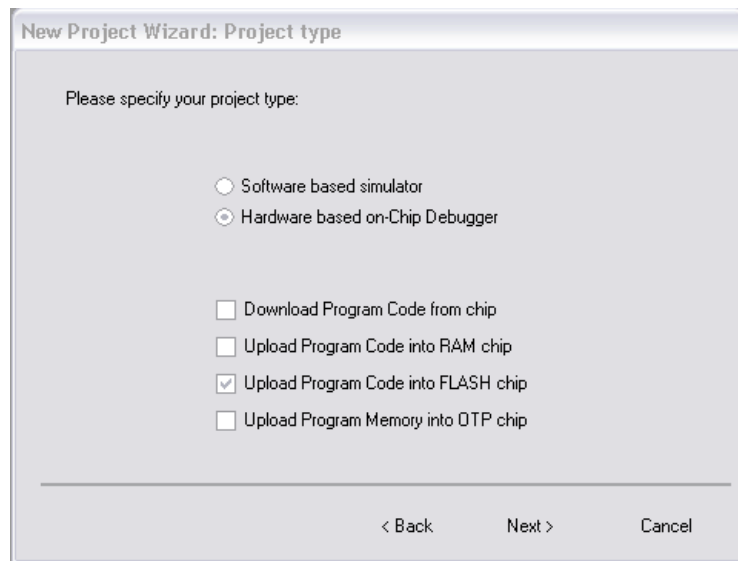 New Project Wizard: Project type
Please specify your project type:
Software based simulator
Hardware based on-Chip Debugger
Download Program Code from chip
Upload Program Code into RAM chip
Upload Program Code into FLASH chip
Upload Program Memory into OTP chip
< Back Next > Cancel